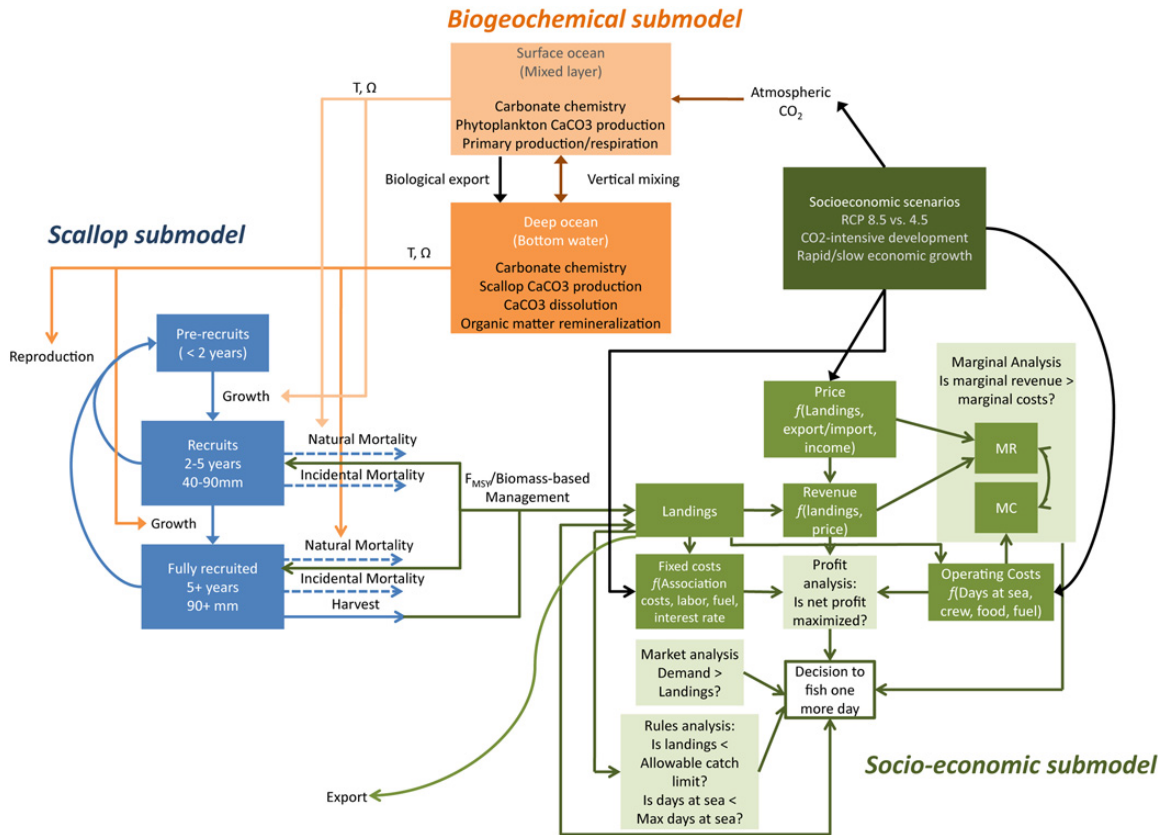 Biogeochemical submodel
Surface ocean
(Mixed layer)
Carbonate chemistry
Phytoplankton CaCO3 production
Primary production/respiration
T, Ω
Atmospheric
CO2
Biological export
Vertical mixing
Socioeconomic scenarios
RCP 8.5 vs. 4.5
CO2-intensive development
Rapid/slow economic growth
Scallop submodel
Deep ocean
(Bottom water)
Carbonate chemistry
Scallop CaCO3 production
CaCO3 dissolution
Organic matter remineralization
T, Ω
Reproduction
Pre-recruits
( < 2 years)
Growth
Recruits
2-5 years
40-90mm
Natural Mortality
Incidental Mortality
Growth
Fully recruited
5+ years
90+ mm
Natural Mortality
Incidental Mortality
Harvest
FMSY/Biomass-based
Management
Price
f(Landings,
export/import,
income)
Marginal Analysis
Is marginal revenue >
marginal costs?
MR
MC
Landings
Revenue
f(landings,
price)
Fixed costs
f(Association
costs, labor, fuel,
interest rate
Profit
analysis:
Is net profit
maximized?
Operating Costs
f(Days at sea,
crew, food, fuel)
Market analysis
Demand >
Landings?
Decision to
fish one
more day
Rules analysis:
Is landings <
Allowable catch
limit?
Is days at sea <
Max days at sea?
Export
Socio-economic submodel